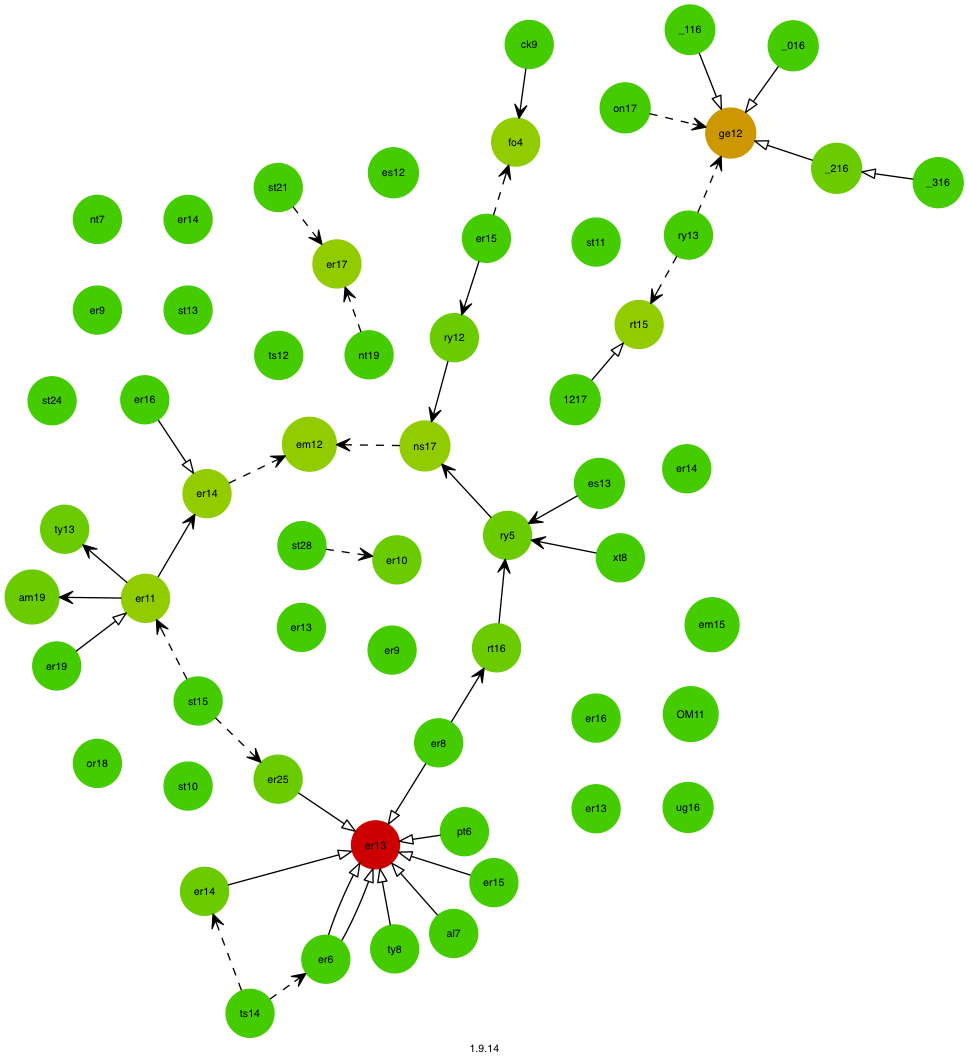 _116
_016
ck9
on17
ge12
fo4
_216
_316
es12
st21
nt7
er14
er15
ry13
st11
er17
er9
st13
rt15
ry12
ts12
nt19
st24
er16
1217
em12
ns17
er14
er14
es13
ty13
ry5
st28
er10
xt8
am19
er11
er13
em15
er9
rt16
er19
st15
OM11
er16
er8
or18
er25
st10
er13
ug16
pt6
er13
er15
er14
al7
ty8
er6
ts14
1.9.14